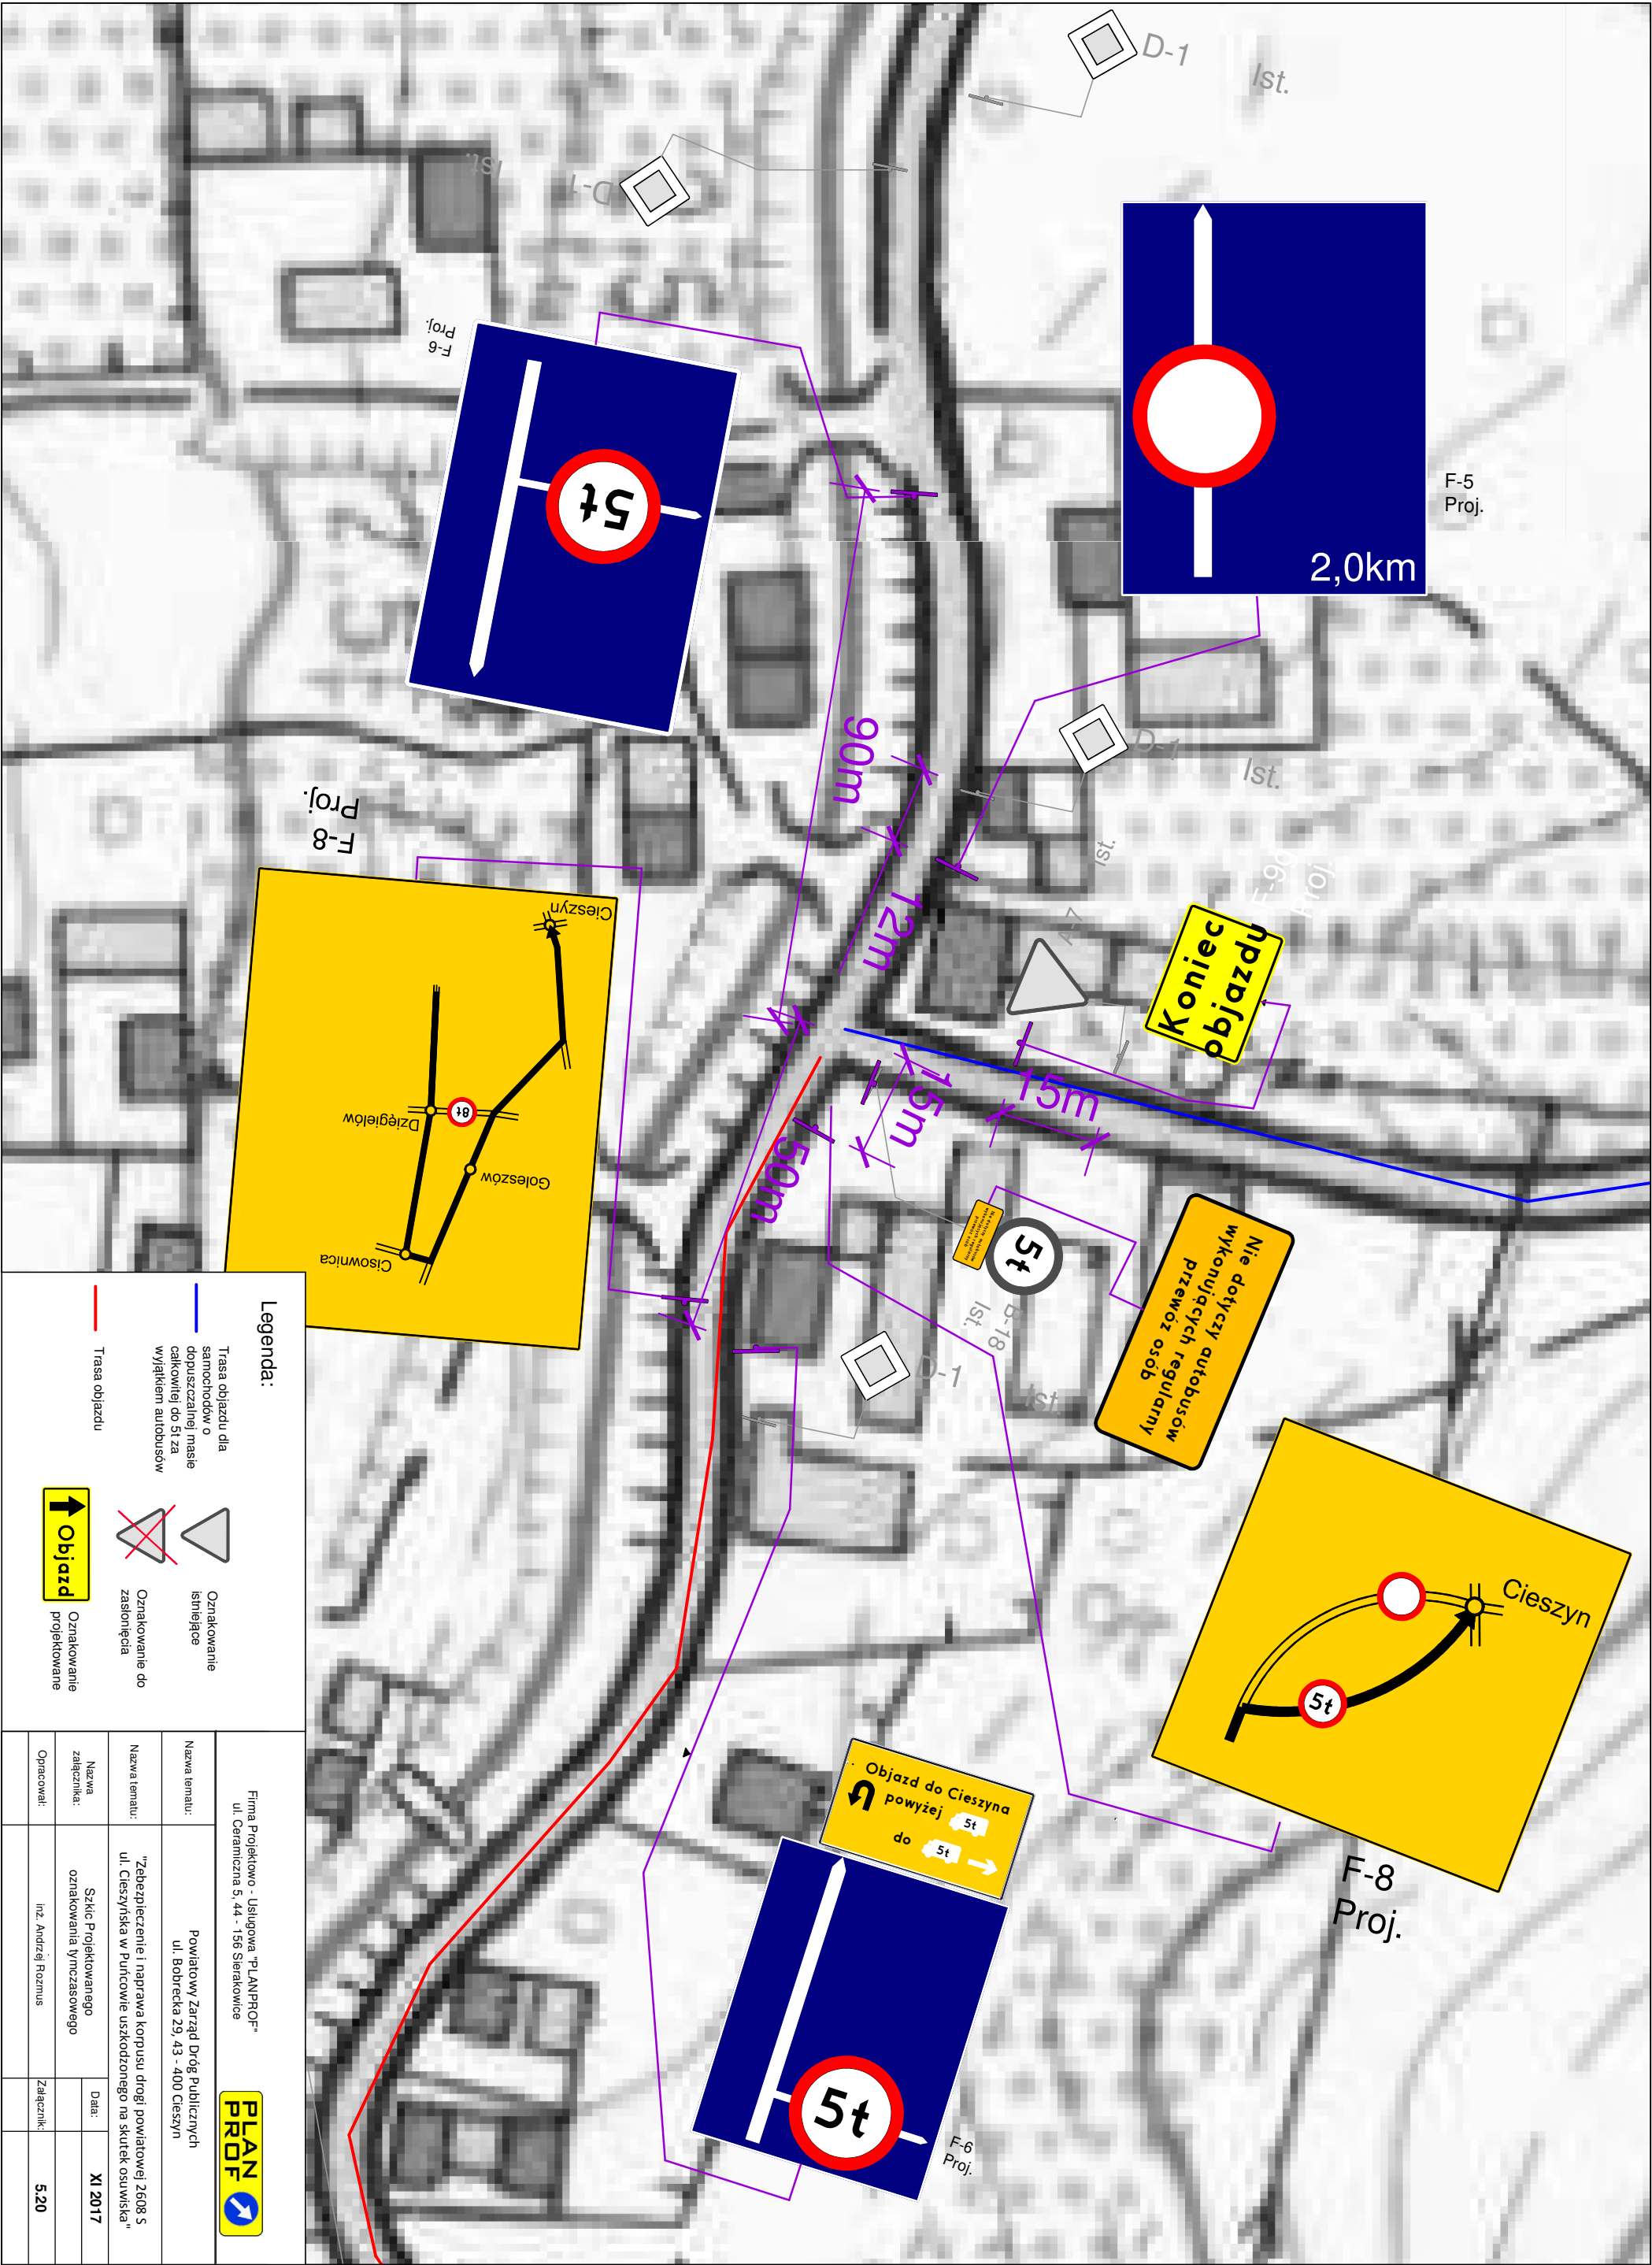 D-1
Ist.
D-1
Ist.
F-5
Proj.
2,0km
F-6
Proj.
5t
90m
D-1
Ist.
Ist.
F-9
Proj.
A-7
Koniec
objazdu
12m
15m
15m
50m
F-8
Proj.
Cieszyn
8t
Dzięgielów
Goleszów
Cisownica
5t
B-18
Ist.
Nie dotyczy autobusów
wykonujących regularny
przewóz osób
D-1
Ist.
Cieszyn
5t
F-8
Proj.
Objazd do Cieszyna
powyżej 5t
do 5t
5t
F-6
Proj.
Legenda:
Trasa objazdu dla
samochodów o
dopuszczalnej masie
całkowitej do 5t za
wyjątkiem autobusów
Trasa objazdu
Oznakowanie
istniejące
Oznakowanie do
zasłonięcia
Objazd
Oznakowanie
projektowane
Firma Projektowo - Usługowa "PLANPROF"
ul. Ceramiczna 5, 44 - 156 Sierakowice
PLAN
PROF
Nazwa tematu:
Powiatowy Zarząd Dróg Publicznych
ul. Bobrecka 29, 43 - 400 Cieszyn
Nazwa tematu:
"Zebezpieczenie i naprawa korpusu drogi powiatowej 2608 S
ul. Cieszyńska w Puńcowie uszkodzonego na skutek osuwiska"
Nazwa
załącznika:
Szkic Projektowanego
oznakowania tymczasowego
Data:
XI 2017
Opracował:
inż. Andrzej Rozmus
Załącznik:
5.20